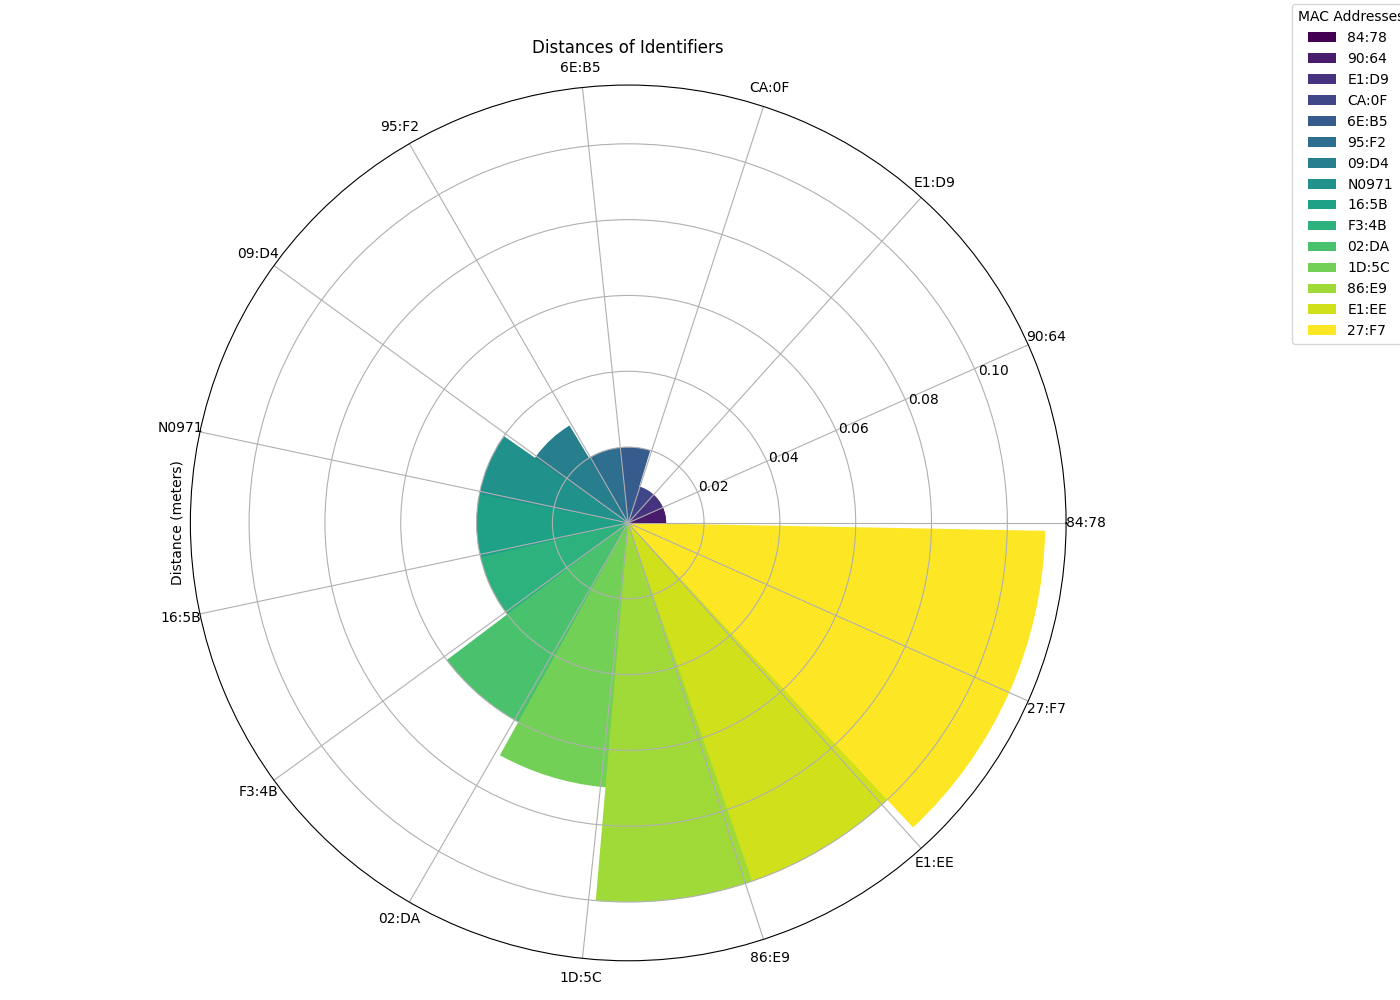 Distances of Identifiers
6E:B5
CA:0F
95:F2
E1:D9
09:D4
90:64
0.10
0.08
0.06
0.04
0.02
N0971
84:78
Distance (meters)
16:5B
27:F7
F3:4B
E1:EE
02:DA
86:E9
1D:5C
MAC Addresses
84:78
90:64
E1:D9
CA:0F
6E:B5
95:F2
09:D4
N0971
16:5B
F3:4B
02:DA
1D:5C
86:E9
E1:EE
27:F7